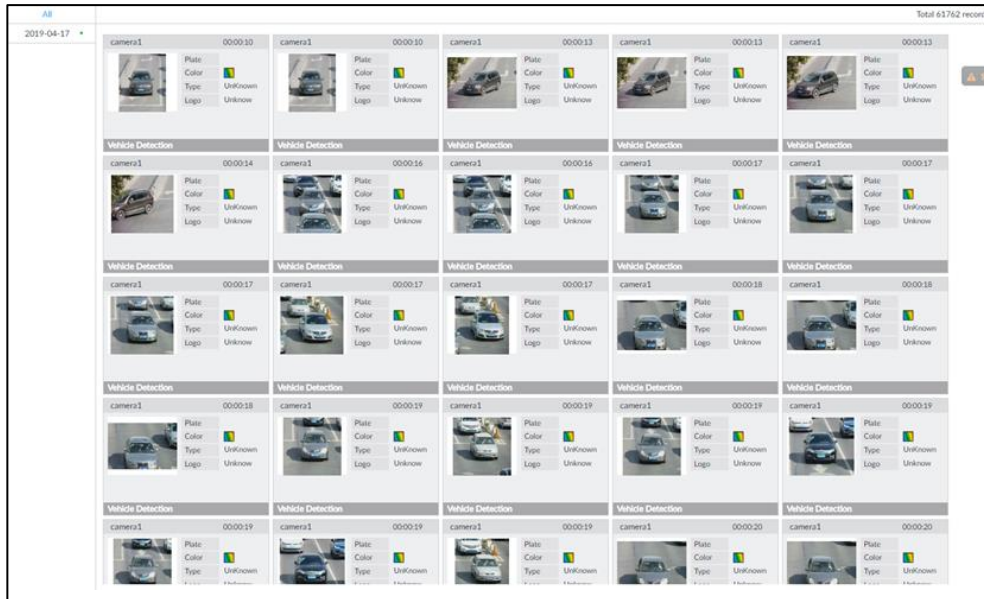 All
Total 61762 record
2019-04-17
camera1 00:00:10 camera1 00:00:10 camera1 00:00:13 camera1 00:00:13 camera1 00:00:13
Plate Plate Plate Plate Plate
Color Color Color Color Color
Type UnKnown Type UnKnown Type UnKnown Type UnKnown Type UnKnown
Logo Unknow Logo Unknow Logo Unknow Logo Unknow Logo Unknow
Vehicle Detection Vehicle Detection Vehicle Detection Vehicle Detection Vehicle Detection
camera1 00:00:14 camera1 00:00:16 camera1 00:00:16 camera1 00:00:17 camera1 00:00:17
Plate Plate Plate Plate Plate
Color Color Color Color Color
Type UnKnown Type UnKnown Type UnKnown Type UnKnown Type UnKnown
Logo Unknow Logo Unknow Logo Unknow Logo Unknow Logo Unknow
Vehicle Detection Vehicle Detection Vehicle Detection Vehicle Detection Vehicle Detection
camera1 00:00:17 camera1 00:00:17 camera1 00:00:17 camera1 00:00:18 camera1 00:00:18
Plate Plate Plate Plate Plate
Color Color Color Color Color
Type UnKnown Type UnKnown Type UnKnown Type UnKnown Type UnKnown
Logo Unknow Logo Unknow Logo Unknow Logo Unknow Logo Unknow
Vehicle Detection Vehicle Detection Vehicle Detection Vehicle Detection Vehicle Detection
camera1 00:00:18 camera1 00:00:19 camera1 00:00:19 camera1 00:00:19 camera1 00:00:19
Plate Plate Plate Plate Plate
Color Color Color Color Color
Type UnKnown Type UnKnown Type UnKnown Type UnKnown Type UnKnown
Logo Unknow Logo Unknow Logo Unknow Logo Unknow Logo Unknow
Vehicle Detection Vehicle Detection Vehicle Detection Vehicle Detection Vehicle Detection
camera1 00:00:19 camera1 00:00:19 camera1 00:00:19 camera1 00:00:20 camera1 00:00:20
Plate Plate Plate Plate Plate
Color Color Color Color Color
Type UnKnown Type UnKnown Type UnKnown Type UnKnown Type UnKnown